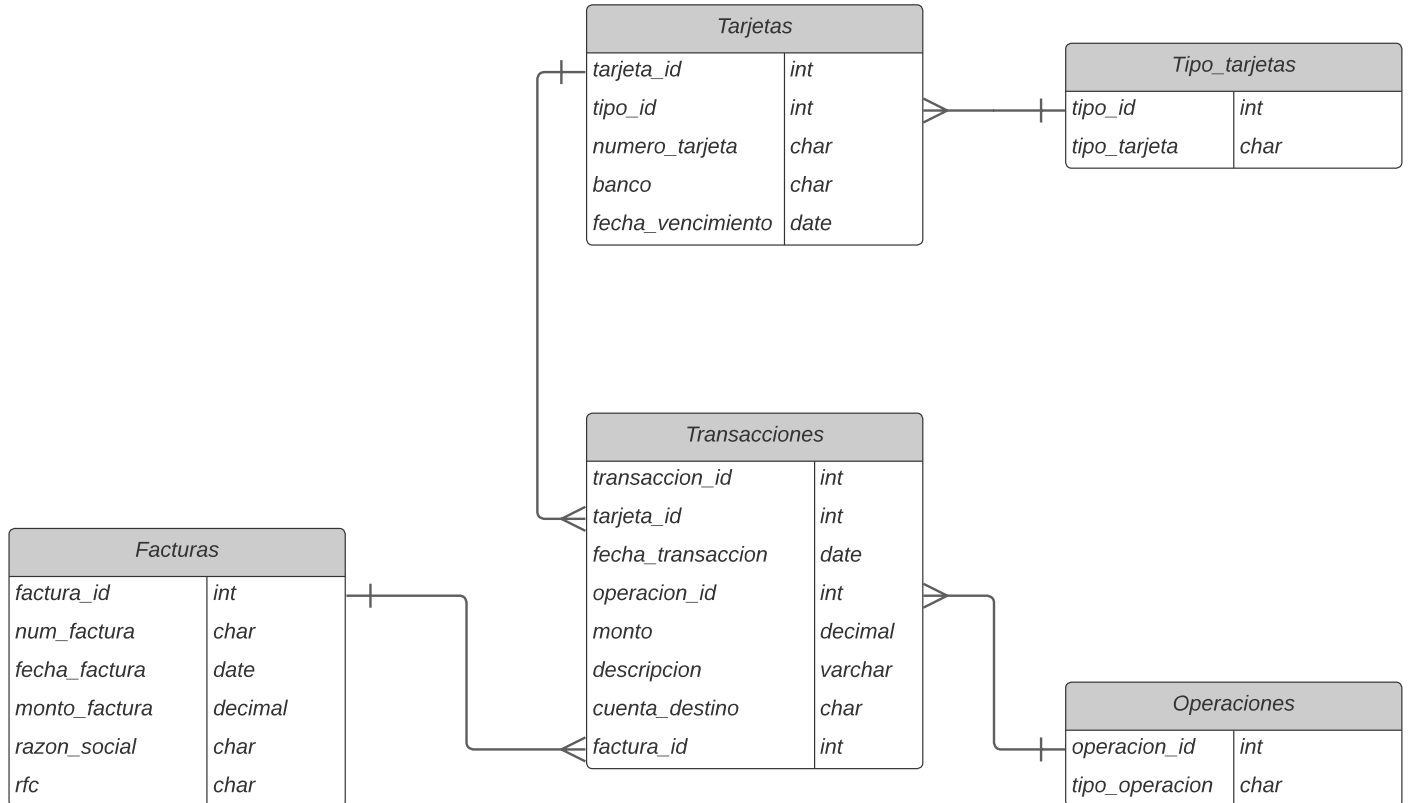 Tarjetas
tarjeta_id int
tipo_id int
numero_tarjeta char
banco char
fecha_vencimiento date
Tipo_tarjetas
tipo_id int
tipo_tarjeta char
Transacciones
transaccion_id int
tarjeta_id int
fecha_transaccion date
operacion_id int
monto decimal
descripcion varchar
cuenta_destino char
factura_id int
Facturas
factura_id int
num_factura char
fecha_factura date
monto_factura decimal
razon_social char
rfc char
Operaciones
operacion_id int
tipo_operacion char